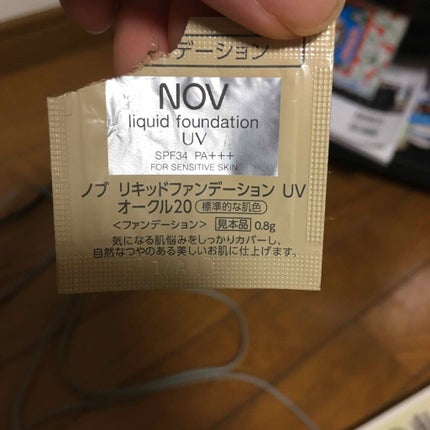 デーション
NOV
liquid foundation
UV
SPF34 PA+++
FOR SENSITIVE SKIN
ノブ リキッドファンデーション UV
オークル20 標準的な肌色
<ファンデーション> 見本品 0.8g
気になる肌悩みをしっかりカバーし、
自然なつやのある美しいお肌に仕上げます。